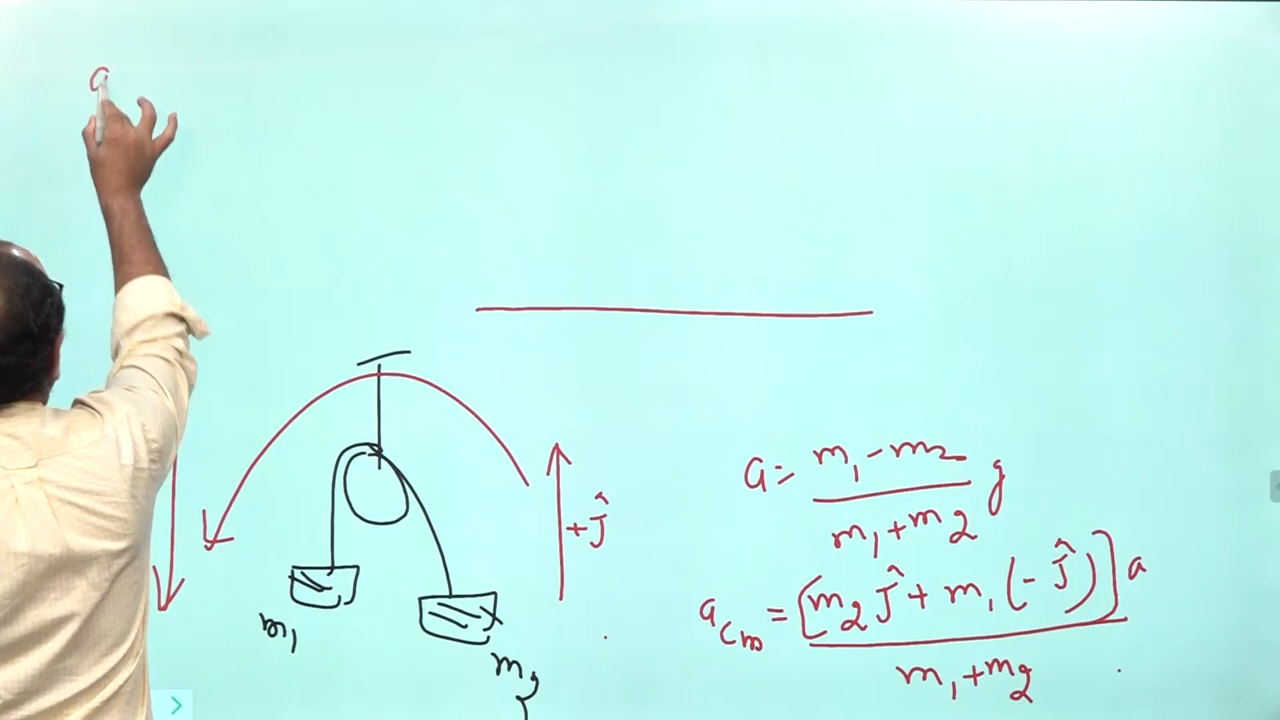 a
a = (m₁ - m₂)/(m₁ + m₂) g
+ĵ
a_cm = [m₂ ĵ + m₁ (-ĵ)] a / (m₁ + m₂)
m₁
m₂